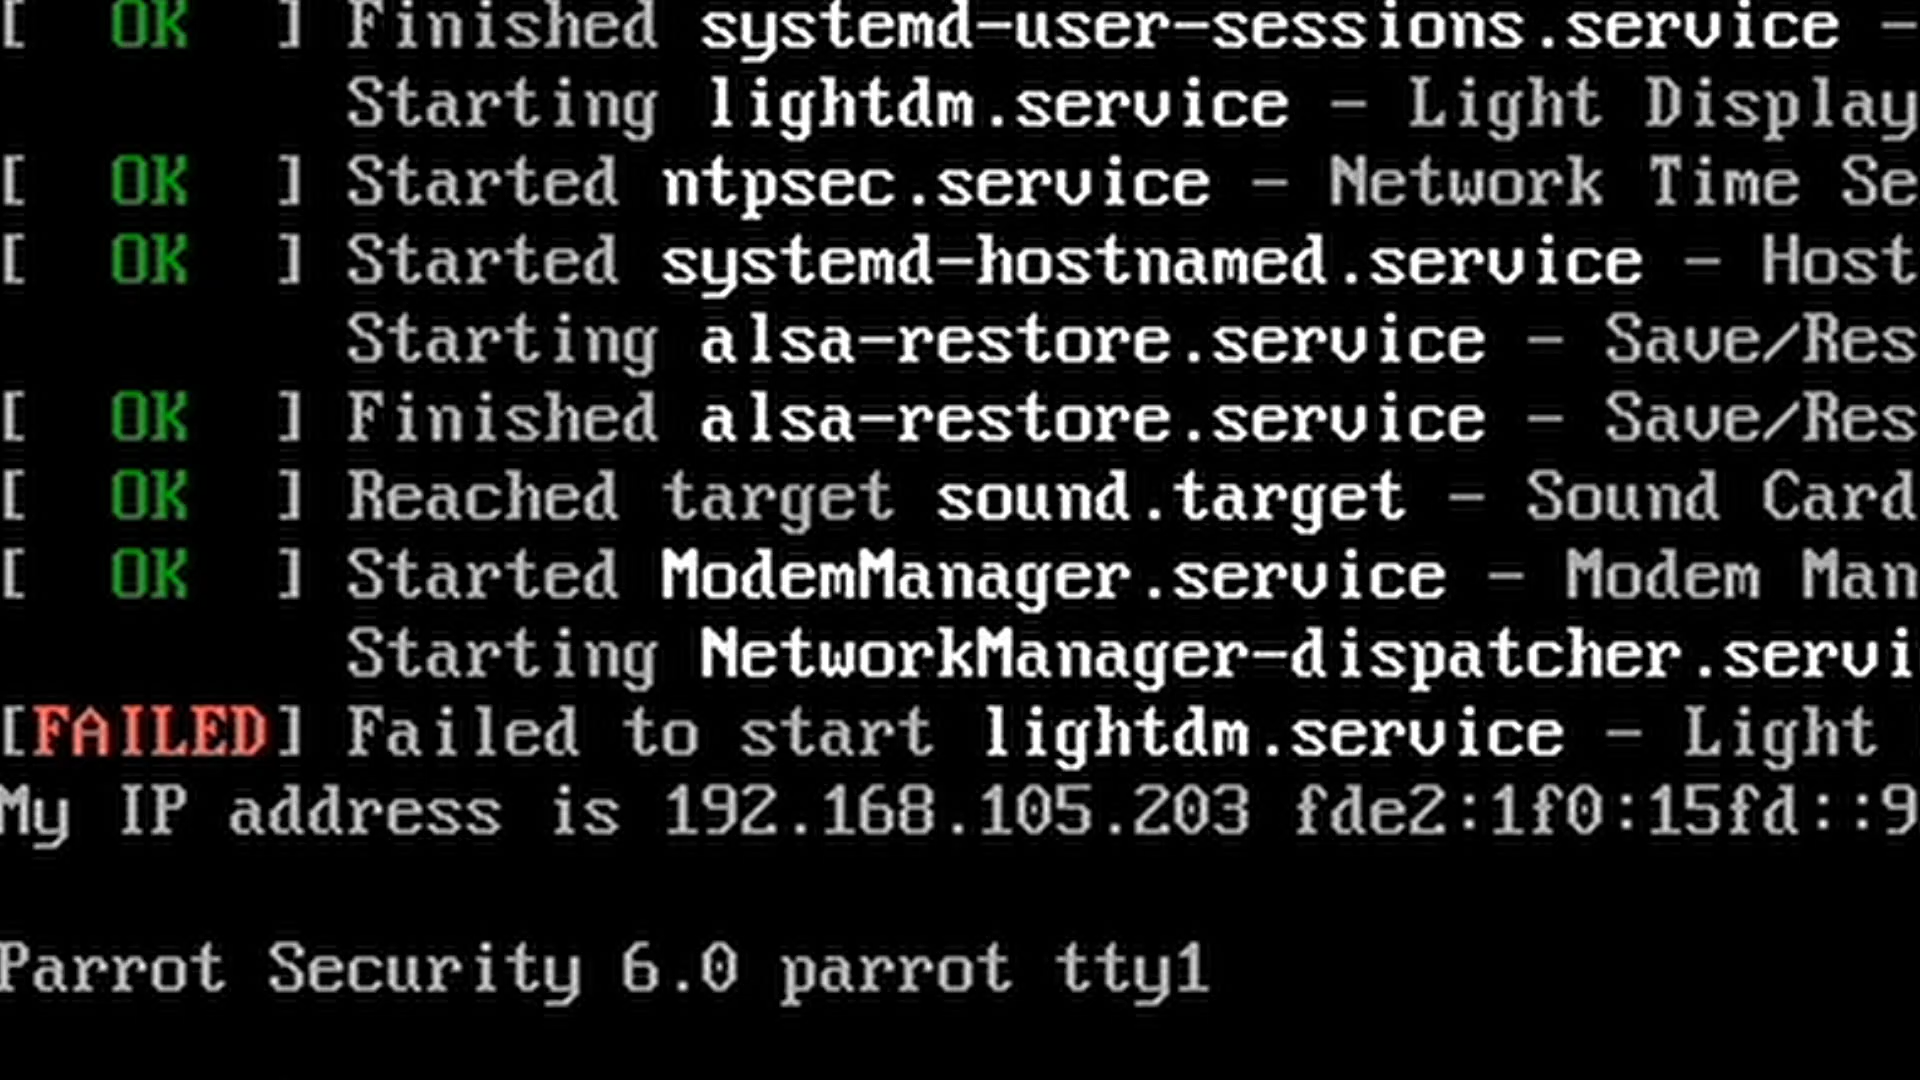 [ OK ] Finished systemd-user-sessions.service -
Starting lightdm.service - Light Display
[ OK ] Started ntpsec.service - Network Time Se
[ OK ] Started systemd-hostnamed.service - Host
Starting alsa-restore.service - Save/Res
[ OK ] Finished alsa-restore.service - Save/Res
[ OK ] Reached target sound.target - Sound Card
[ OK ] Started ModemManager.service - Modem Man
Starting NetworkManager-dispatcher.servi
[FAILED] Failed to start lightdm.service - Light
My IP address is 192.168.105.203 fde2:1f0:15fd::9
Parrot Security 6.0 parrot tty1